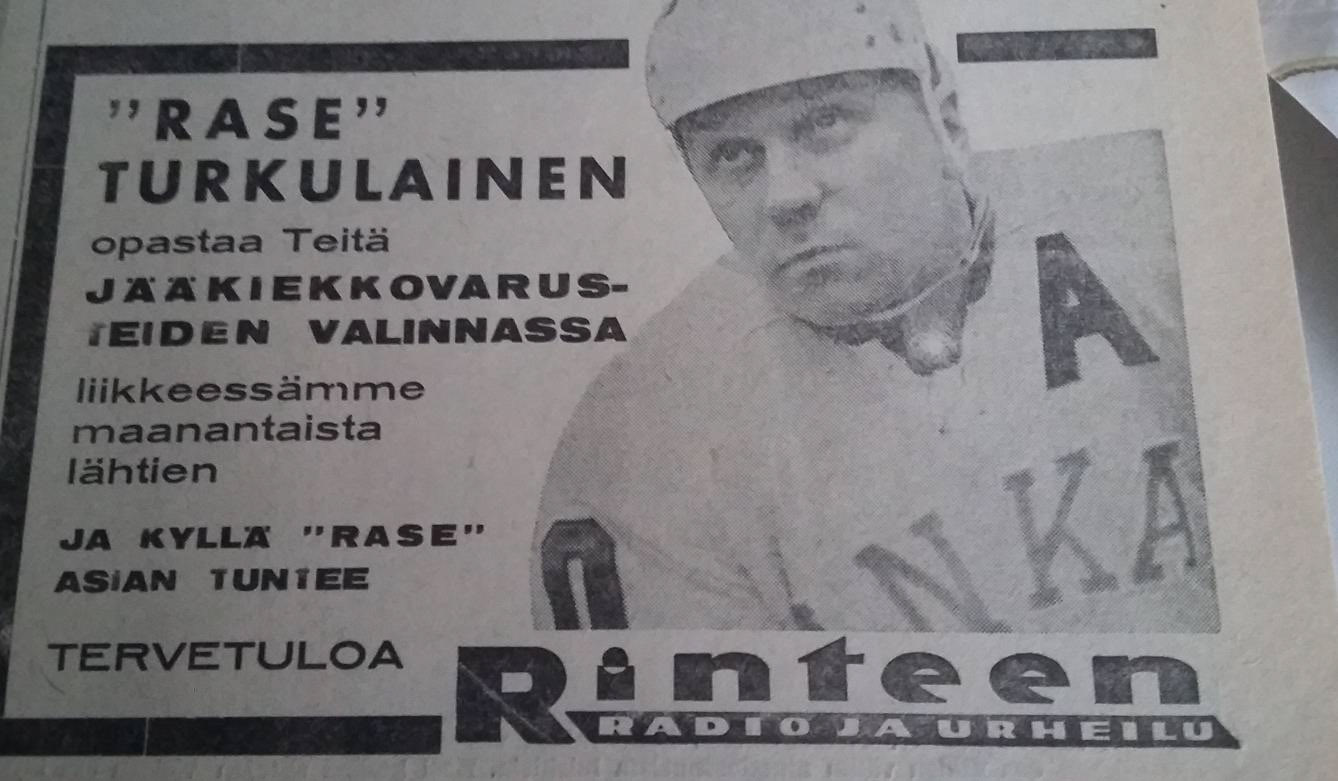 "RASE"
TURKULAINEN
opastaa Teitä
JÄÄKIEKKOVARUS-
TEIDEN VALINNASSA
liikkeessämme
maanantaista
lähtien
JA KYLLÄ "RASE"
ASIAN TUNTEE
TERVETULOA
A
NKA
Rinteen
RADIO JA URHEILU